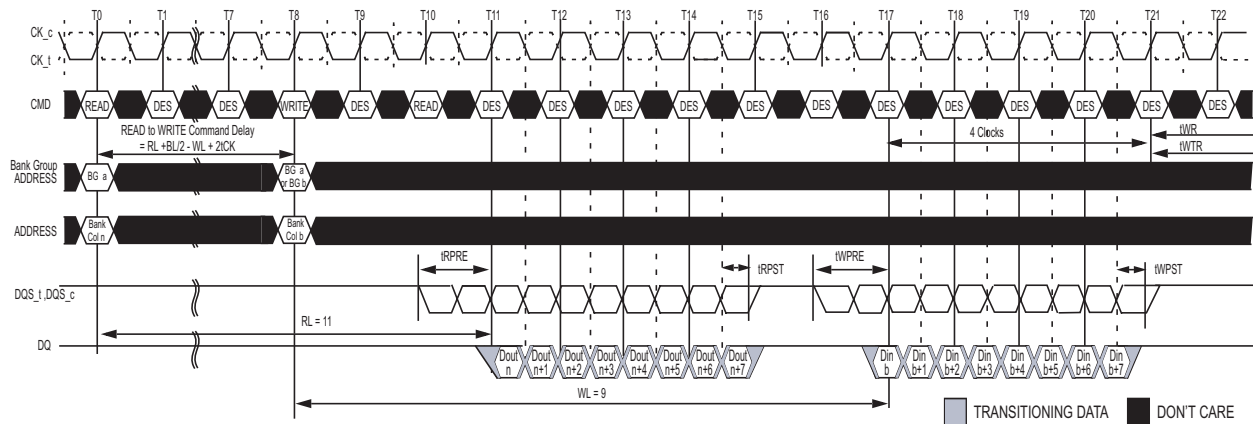 T0 T1 T7 T8 T9 T10 T11 T12 T13 T14 T15 T16 T17 T18 T19 T20 T21 T22
CK_c
CK_t
CMD READ DES DES WRITE DES READ DES DES DES DES DES DES DES DES DES DES DES DES
READ to WRITE Command Delay
= RL +BL/2 - WL + 2tCK
4 Clocks
tWR
tWTR
Bank Group
ADDRESS
BG a
BG a
or BG b
ADDRESS
Bank
Col n
Bank
Col b
tRPRE
tRPST
tWPRE
tWPST
DQS_t ,DQS_c
RL = 11
DQ
Dout Dout Dout Dout Dout Dout Dout Dout Din Din Din Din Din Din Din Din
n n+1 n+2 n+3 n+4 n+5 n+6 n+7 b b+1 b+2 b+3 b+4 b+5 b+6 b+7
WL = 9
TRANSITIONING DATA
DON'T CARE